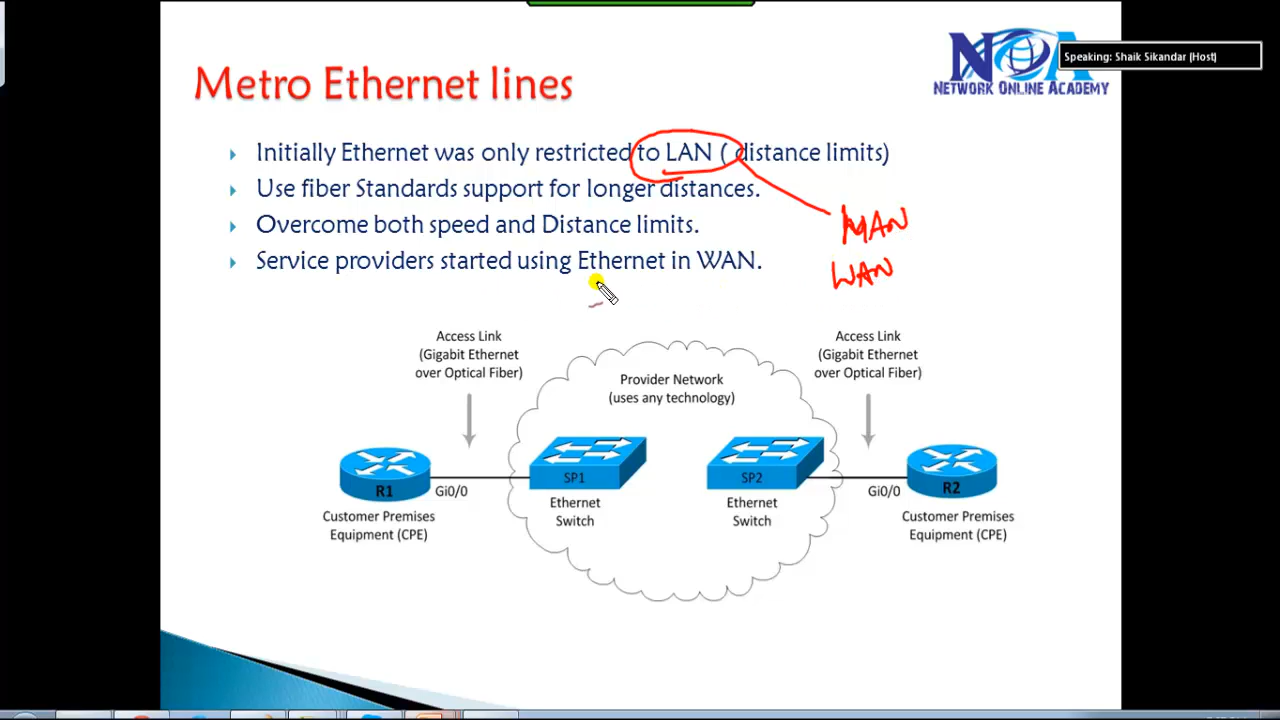 NOA
NETWORK ONLINE ACADEMY
Speaking: Shaik Sikandar (Host)
Metro Ethernet lines
Initially Ethernet was only restricted to LAN ( distance limits)
Use fiber Standards support for longer distances.
Overcome both speed and Distance limits.
Service providers started using Ethernet in WAN.
MAN
WAN
Access Link
(Gigabit Ethernet
over Optical Fiber)
Access Link
(Gigabit Ethernet
over Optical Fiber)
Provider Network
(uses any technology)
R1
Gi0/0
SP1
SP2
Gi0/0
R2
Customer Premises
Equipment (CPE)
Ethernet
Switch
Ethernet
Switch
Customer Premises
Equipment (CPE)